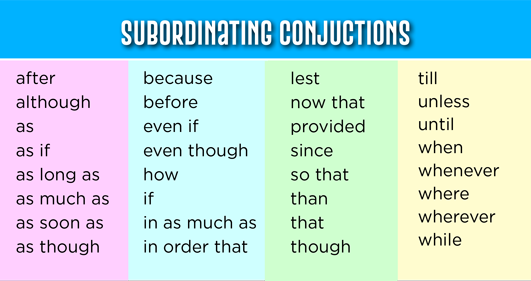 SUBORDINATING CONJUCTIONS
after
although
as
as if
as long as
as much as
as soon as
as though
because
before
even if
even though
how
if
in as much as
in order that
lest
now that
provided
since
so that
than
that
though
till
unless
until
when
whenever
where
wherever
while